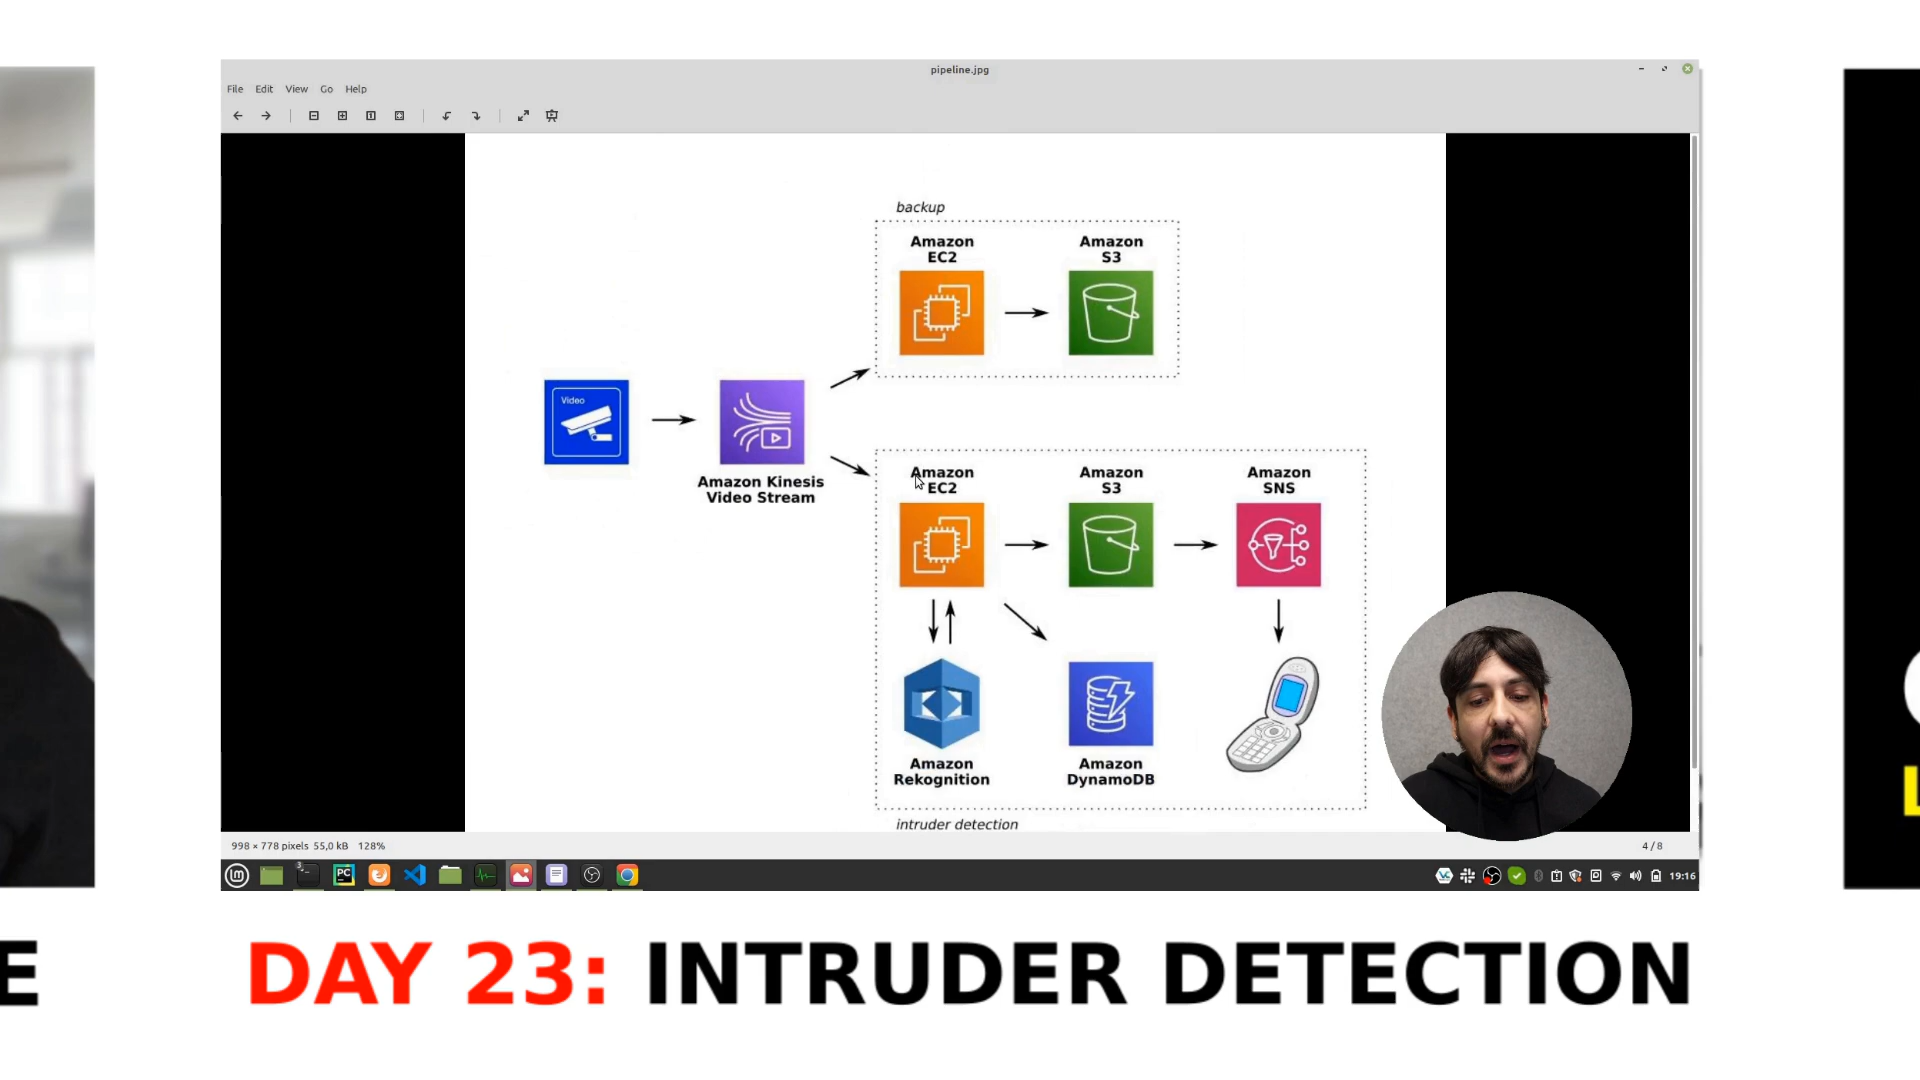 pipeline.jpg
File Edit View Go Help
backup
Amazon
EC2
Amazon
S3
Video
Amazon Kinesis
Video Stream
Amazon
EC2
Amazon
S3
Amazon
SNS
Amazon
Rekognition
Amazon
DynamoDB
intruder detection
998 × 778 pixels 55,0 kB 128%
4 / 8
19:16
E
DAY 23: INTRUDER DETECTION